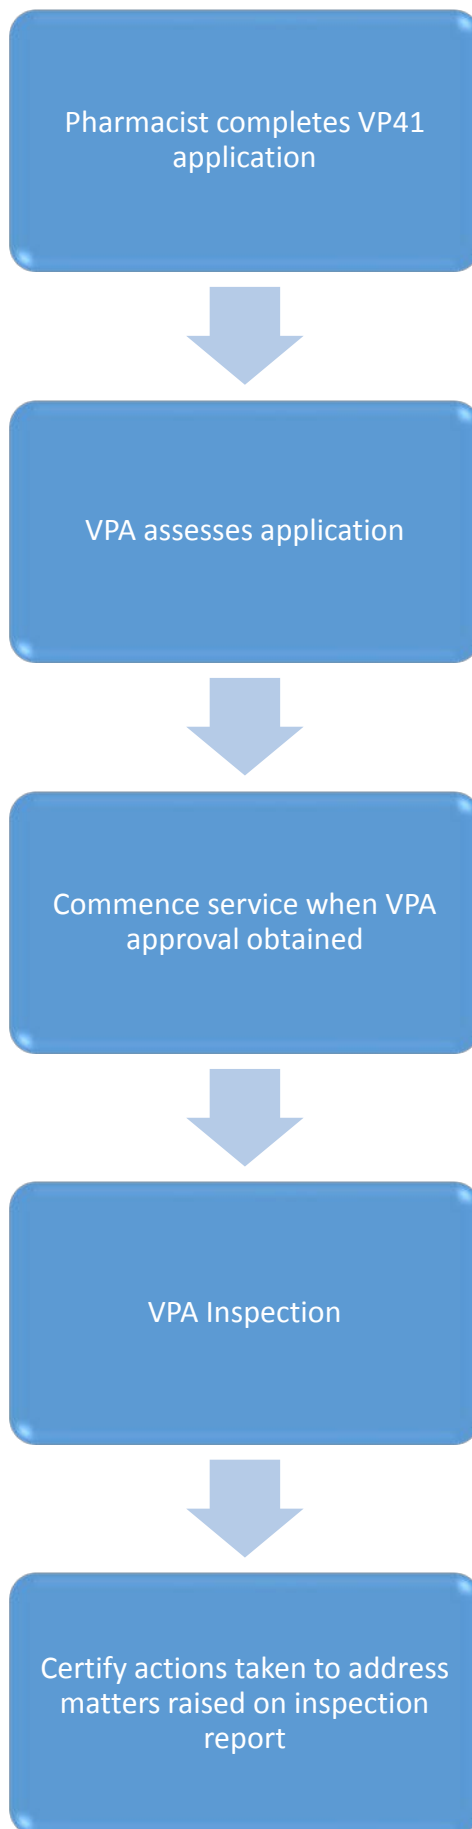 Pharmacist completes VP41
application
VPA assesses application
Commence service when VPA
approval obtained
VPA Inspection
Certify actions taken to address
matters raised on inspection
report